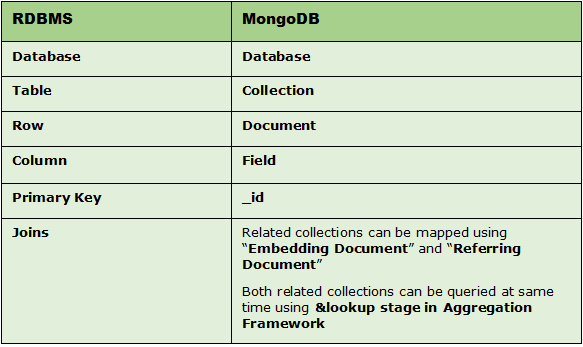 RDBMS MongoDB
Database Database
Table Collection
Row Document
Column Field
Primary Key _id
Joins Related collections can be mapped using
“Embedding Document” and “Referring
Document”
Both related collections can be queried at same
time using &lookup stage in Aggregation
Framework